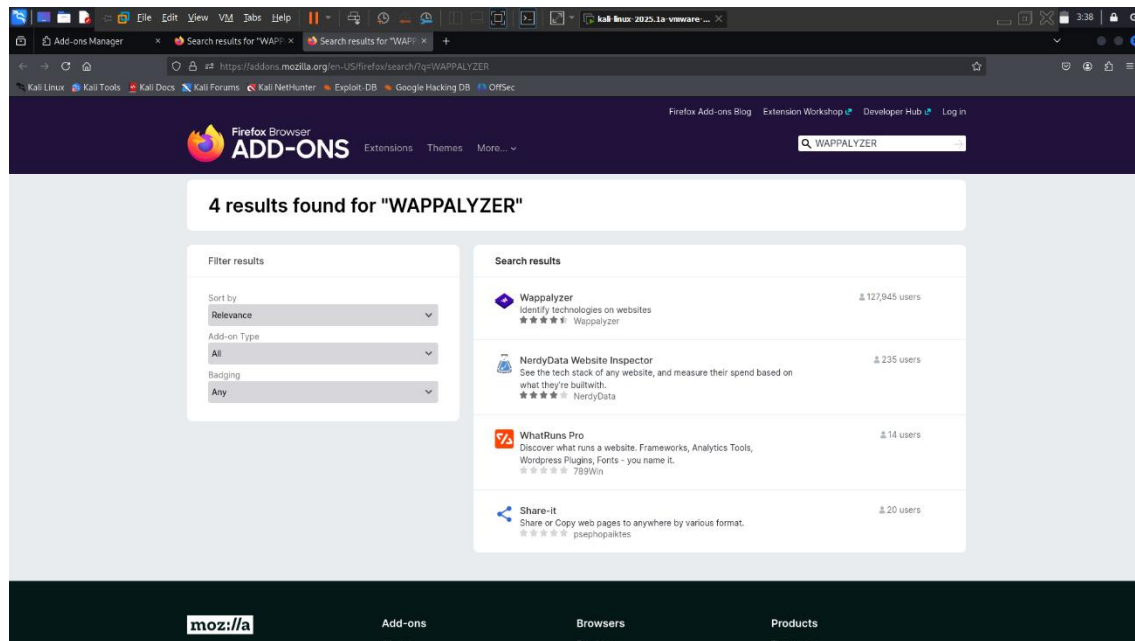 File Edit View VM Tabs Help kali-linux-2025.1a-vmware-... 3:38
Add-ons Manager Search results for "WAPP Search results for "WAPP
https://addons.mozilla.org/en-US/firefox/search/?q=WAPPALYZER
Kali Linux Kali Tools Kali Docs Kali Forums Kali NetHunter Exploit-DB Google Hacking DB OffSec
Firefox Add-ons Blog Extension Workshop Developer Hub Log in
Firefox Browser
ADD-ONS Extensions Themes More... WAPPALYZER
4 results found for "WAPPALYZER"
Filter results
Sort by
Relevance
Add-on Type
All
Badging
Any
Search results
Wappalyzer 127,945 users
Identify technologies on websites
Wappalyzer
NerdyData Website Inspector 235 users
See the tech stack of any website, and measure their spend based on
what they're builtwith.
NerdyData
WhatRuns Pro 14 users
Discover what runs a website. Frameworks, Analytics Tools,
Wordpress Plugins, Fonts - you name it.
789Win
Share-it 20 users
Share or Copy web pages to anywhere by various format.
psephopaiktes
moz://a Add-ons Browsers Products